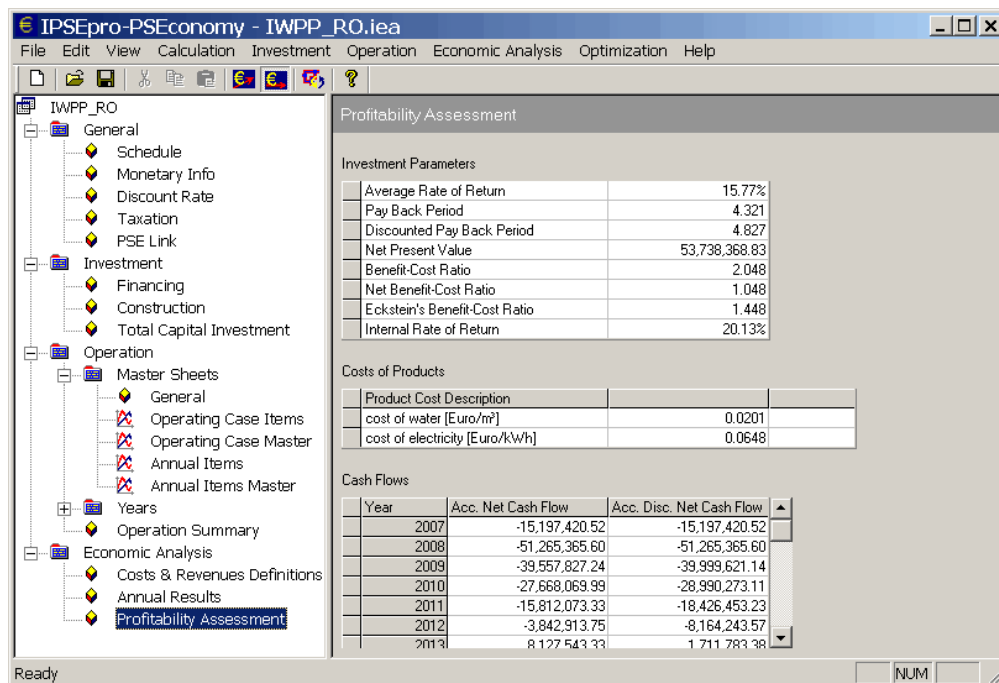 IPSEpro-PSEconomy - IWPP_RO.iea
File Edit View Calculation Investment Operation Economic Analysis Optimization Help
IWPP_RO
General
Schedule
Monetary Info
Discount Rate
Taxation
PSE Link
Investment
Financing
Construction
Total Capital Investment
Operation
Master Sheets
General
Operating Case Items
Operating Case Master
Annual Items
Annual Items Master
Years
Operation Summary
Economic Analysis
Costs & Revenues Definitions
Annual Results
Profitability Assessment
Profitability Assessment
Investment Parameters
Average Rate of Return 15.77%
Pay Back Period 4.321
Discounted Pay Back Period 4.827
Net Present Value 53,738,368.83
Benefit-Cost Ratio 2.048
Net Benefit-Cost Ratio 1.048
Eckstein's Benefit-Cost Ratio 1.448
Internal Rate of Return 20.13%
Costs of Products
Product Cost Description
cost of water [Euro/m³] 0.0201
cost of electricity [Euro/kWh] 0.0648
Cash Flows
Year Acc. Net Cash Flow Acc. Disc. Net Cash Flow
2007 -15,197,420.52 -15,197,420.52
2008 -51,265,365.60 -51,265,365.60
2009 -39,557,827.24 -39,999,621.14
2010 -27,668,069.99 -28,990,273.11
2011 -15,812,073.33 -18,426,453.23
2012 -3,842,913.75 -8,164,243.57
2013 8,127,543.33 1,711,783.38
Ready NUM